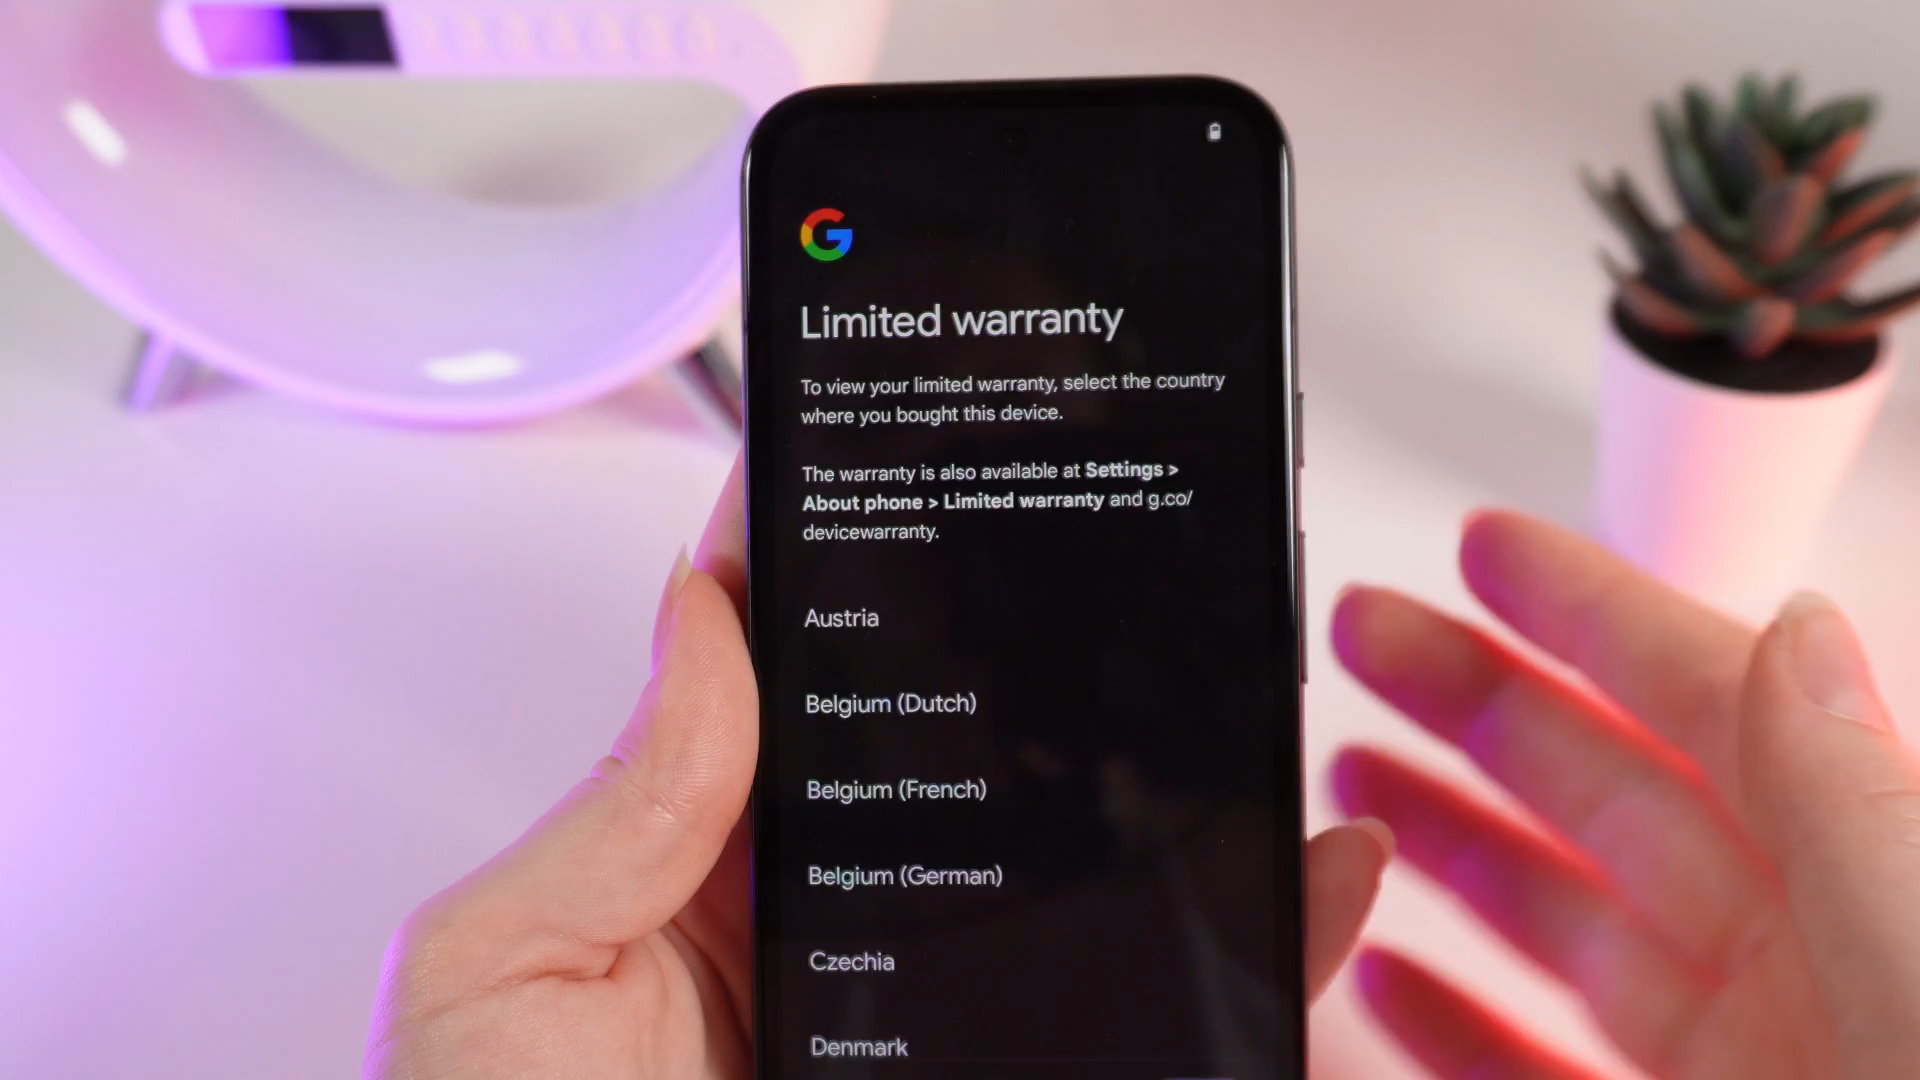 Limited warranty
To view your limited warranty, select the country
where you bought this device.
The warranty is also available at Settings >
About phone > Limited warranty and g.co/
devicewarranty.
Austria
Belgium (Dutch)
Belgium (French)
Belgium (German)
Czechia
Denmark